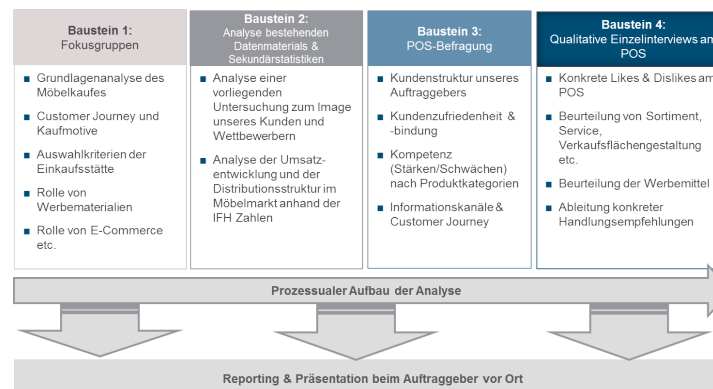 Baustein 1:
Fokusgruppen
Grundlagenanalyse des
Möbelkaufes
Customer Journey und
Kaufmotive
Auswahlkriterien der
Einkaufsstätte
Rolle von
Werbematerialien
Rolle von E-Commerce
etc.
Baustein 2:
Analyse bestehenden
Datenmaterials &
Sekundärstatistiken
Analyse einer
vorliegenden
Untersuchung zum Image
unseres Kunden und
Wettbewerbern
Analyse der Umsatz-
entwicklung und der
Distributionsstruktur im
Möbelmarkt anhand der
IFH Zahlen
Baustein 3:
POS-Befragung
Kundenstruktur unseres
Auftraggebers
Kundenzufriedenheit &
-bindung
Kompetenz
(Stärken/Schwächen)
nach Produktkategorien
Informationskanäle &
Customer Journey
Baustein 4:
Qualitative Einzelinterviews am
POS
Konkrete Likes & Dislikes am
POS
Beurteilung von Sortiment,
Service,
Verkaufsflächengestaltung
etc.
Beurteilung der Werbemittel
Ableitung konkreter
Handlungsempfehlungen
Prozessualer Aufbau der Analyse
Reporting & Präsentation beim Auftraggeber vor Ort